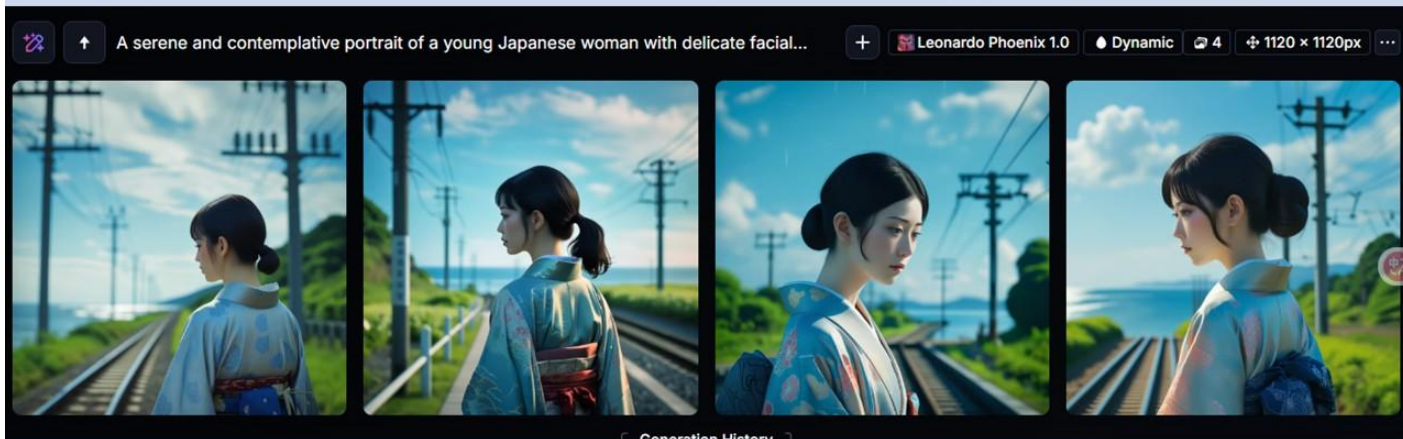 A serene and contemplative portrait of a young Japanese woman with delicate facial...
Leonardo Phoenix 1.0
Dynamic
4
1120 × 1120px
中
Generation History